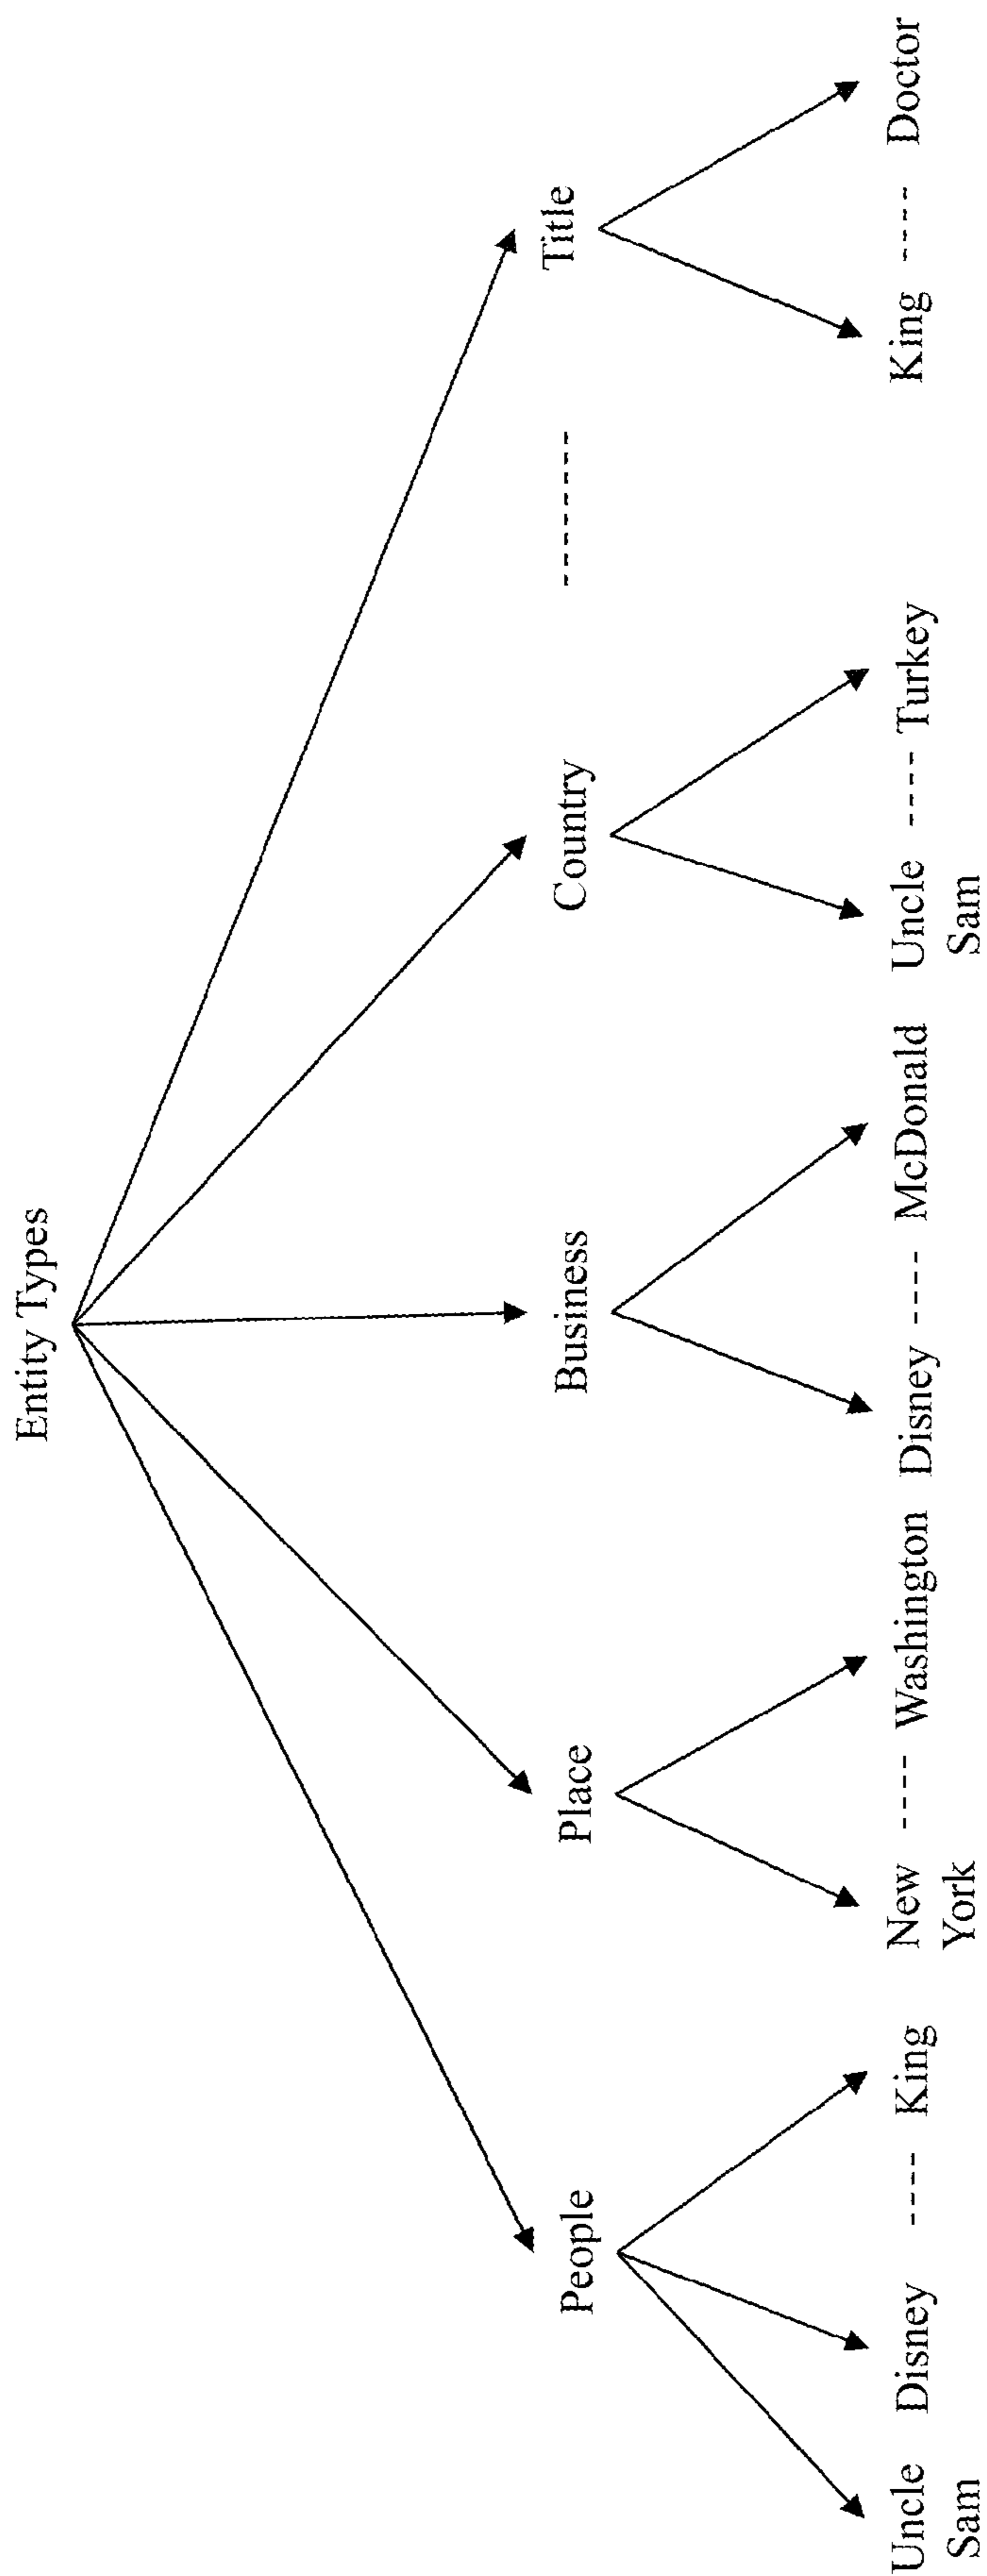 Entity Types
People
Place
Business
Country
--------
Title
Uncle
Sam
Disney
----
King
New
York
----
Washington
Disney
----
McDonald
Uncle
Sam
----
Turkey
King
----
Doctor